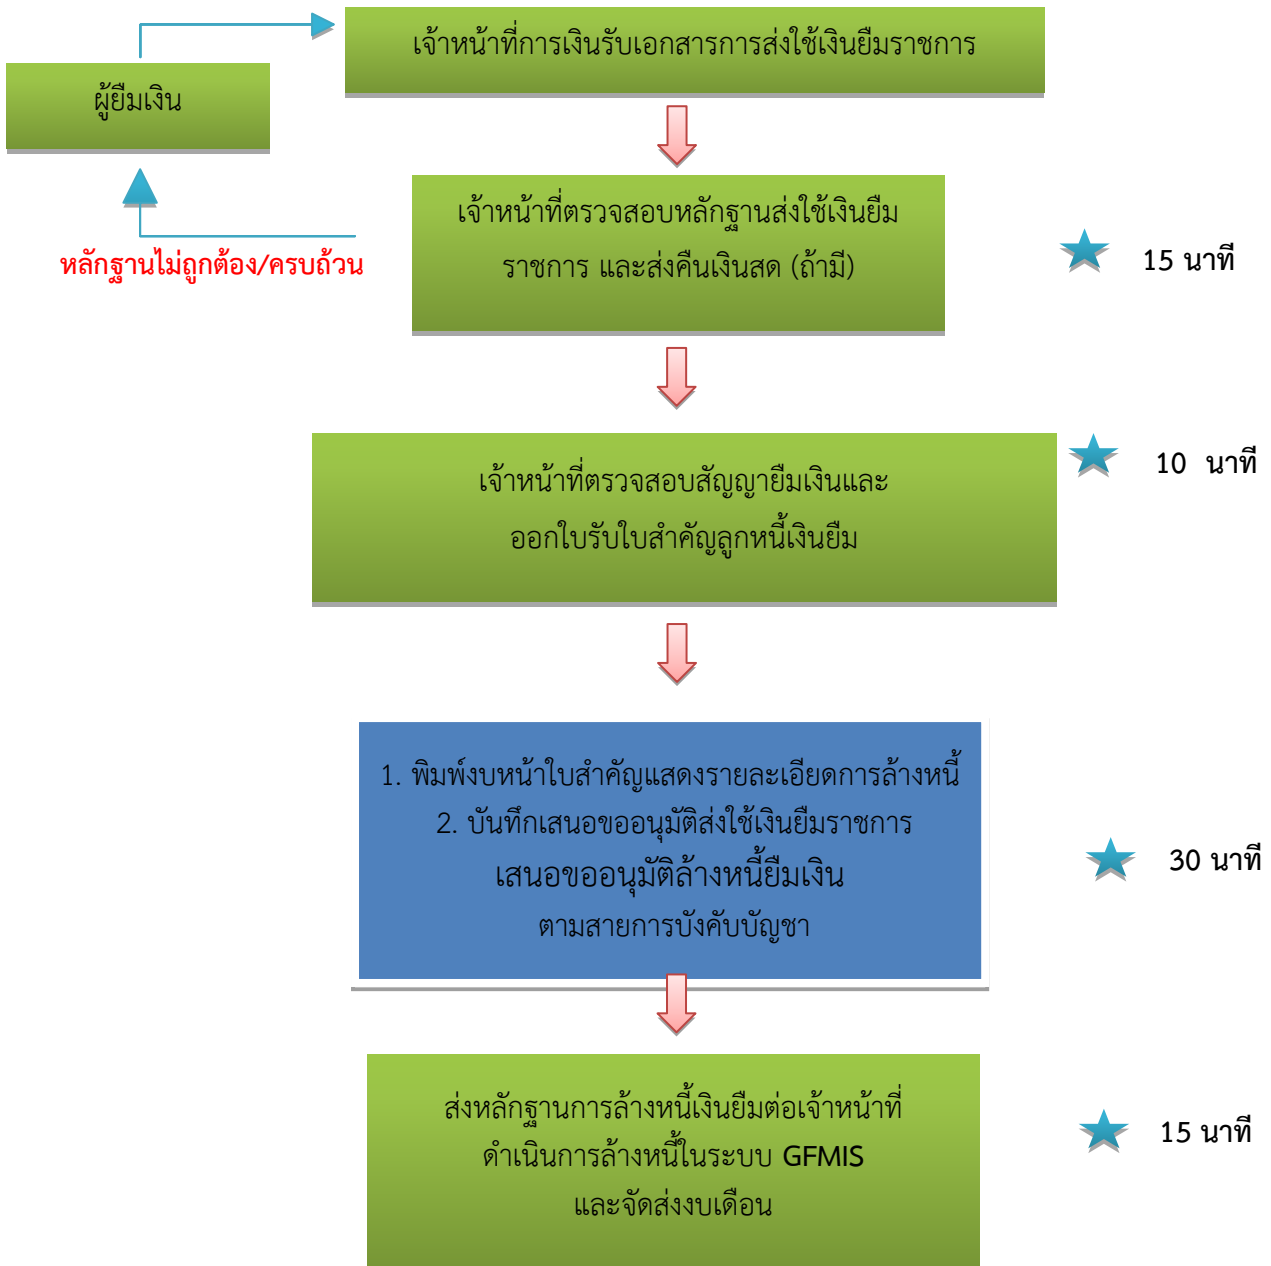 เจ้าหน้าที่การเงินรับเอกสารการส่งใช้เงินยืมราชการ
ผู้ยืมเงิน
เจ้าหน้าที่ตรวจสอบหลักฐานส่งใช้เงินยืม
ราชการ และส่งคืนเงินสด (ถ้ามี)
หลักฐานไม่ถูกต้อง/ครบถ้วน
15 นาที
เจ้าหน้าที่ตรวจสอบสัญญายืมเงินและ
ออกใบรับใบสำคัญลูกหนี้เงินยืม
10 นาที
1. พิมพ์งบหน้าใบสำคัญแสดงรายละเอียดการล้างหนี้
2. บันทึกเสนอขออนุมัติส่งใช้เงินยืมราชการ
เสนอขออนุมัติล้างหนี้ยืมเงิน
ตามสายการบังคับบัญชา
30 นาที
ส่งหลักฐานการล้างหนี้เงินยืมต่อเจ้าหน้าที่
ดำเนินการล้างหนี้ในระบบ GFMIS
และจัดส่งงบเดือน
15 นาที